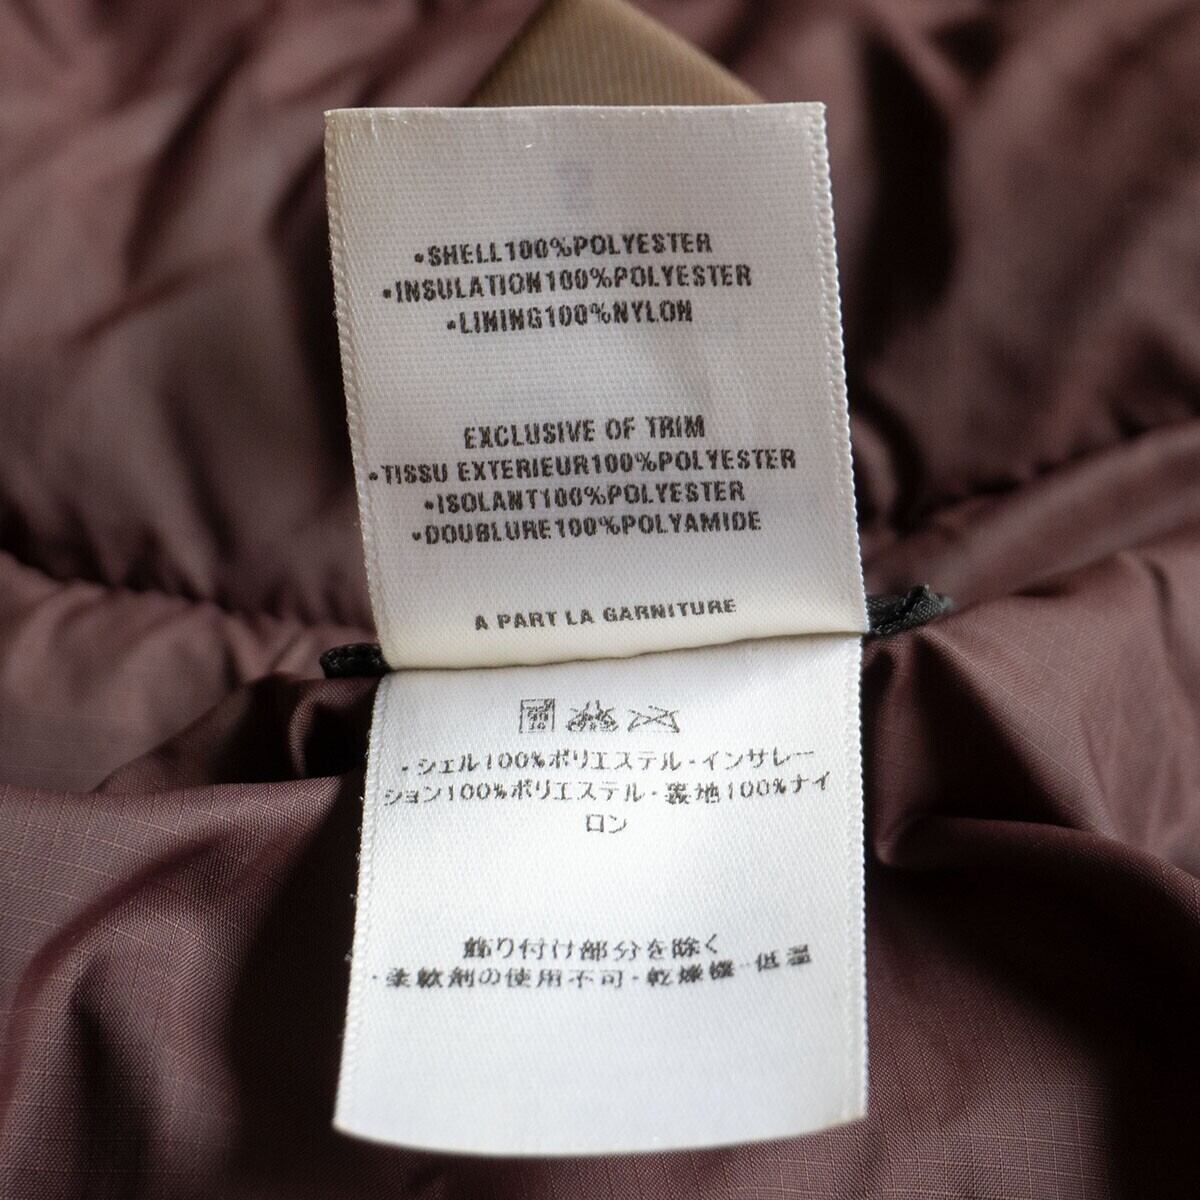 •SHELL100%POLYESTER
•INSULATION100%POLYESTER
•LINING100%NYLON
EXCLUSIVE OF TRIM
•TISSU EXTERIEUR100%POLYESTER
•ISOLANT100%POLYESTER
•DOUBLURE100%POLYAMIDE
A PART LA GARNITURE
・シェル100%ポリエステル・インサレー
ション100%ポリエステル・裏地100%ナイ
ロン
飾り付け部分を除く
・柔軟剤の使用不可・乾燥機－低温